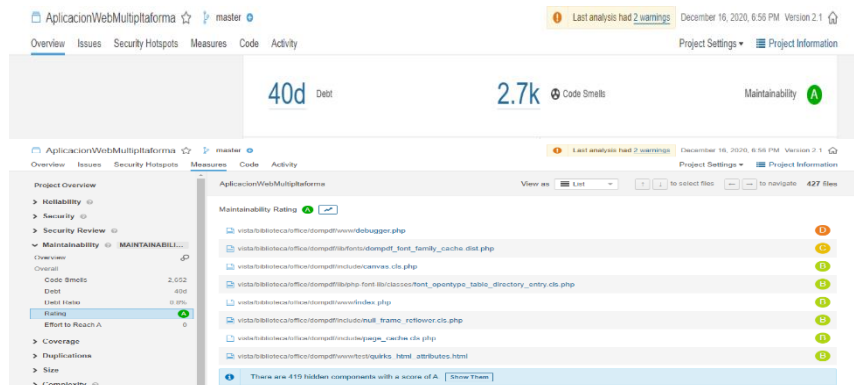 AplicacionWebMultipltaforma master Last analysis had 2 warnings December 16, 2020, 6:56 PM Version 2.1
Overview Issues Security Hotspots Measures Code Activity Project Settings Project Information
40d Debt 2.7k Code Smells Maintainability A
AplicacionWebMultipltaforma master Last analysis had 2 warnings December 16, 2020, 6:56 PM Version 2.1
Overview Issues Security Hotspots Measures Code Activity Project Settings Project Information
Project Overview
AplicacionWebMultipltaforma View as List to select files to navigate 427 files
Reliability
Security
Security Review
Maintainability MAINTAINABILI...
Overview
Overall
Code Smells
Debt 40d
Debt Ratio
Rating A
Effort to Reach A 0
Coverage
Duplications
Size
Complexity
Maintainability Rating A
vista/biblioteca/office/dompdf/www/debugger.php D
vista/biblioteca/office/dompdf/lib/fonts/dompdf_font_family_cache.dist.php C
vista/biblioteca/office/dompdf/include/canvas.cls.php B
vista/biblioteca/office/dompdf/lib/php-font-lib/classes/font_opentype_table_directory_entry.cls.php B
vista/biblioteca/office/dompdf/www/index.php B
vista/biblioteca/office/dompdf/include/null_frame_reflower.cls.php B
vista/biblioteca/office/dompdf/include/page_cache.cls.php B
vista/biblioteca/office/dompdf/www/test/quirks_html_attributes.html B
There are 419 hidden components with a score of A Show Them